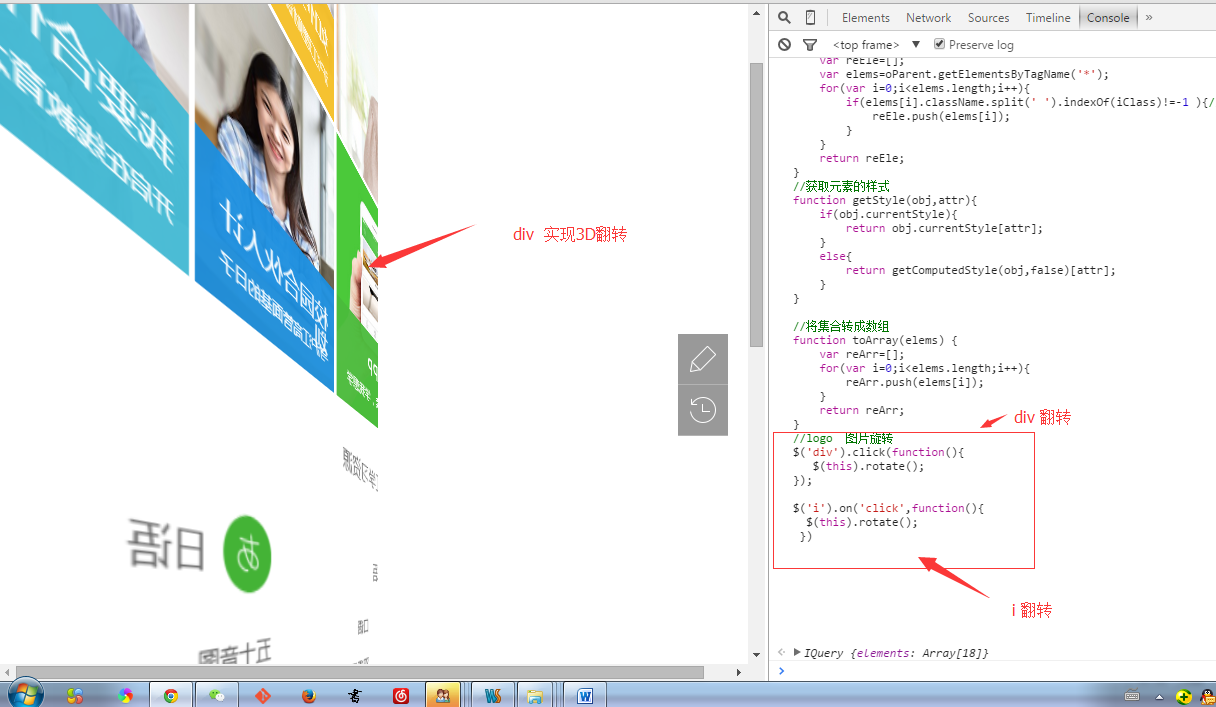 div 实现3D翻转
日语
あ
五十音图
Elements Network Sources Timeline Console »
<top frame> ▼ Preserve log
var reEle=[];
var elems=oParent.getElementsByTagName('*');
for(var i=0;i<elems.length;i++){
if(elems[i].className.split(' ').indexOf(iClass)!=-1 ){/
reEle.push(elems[i]);
}
}
return reEle;
}
//获取元素的样式
function getStyle(obj,attr){
if(obj.currentStyle){
return obj.currentStyle[attr];
}
else{
return getComputedStyle(obj,false)[attr];
}
}
//将集合转成数组
function toArray(elems) {
var reArr=[];
for(var i=0;i<elems.length;i++){
reArr.push(elems[i]);
}
return reArr;
}
div 翻转
//logo 图片旋转
$('div').click(function(){
$(this).rotate();
});
$('i').on('click',function(){
$(this).rotate();
})
i 翻转
IQuery {elements: Array[18]}